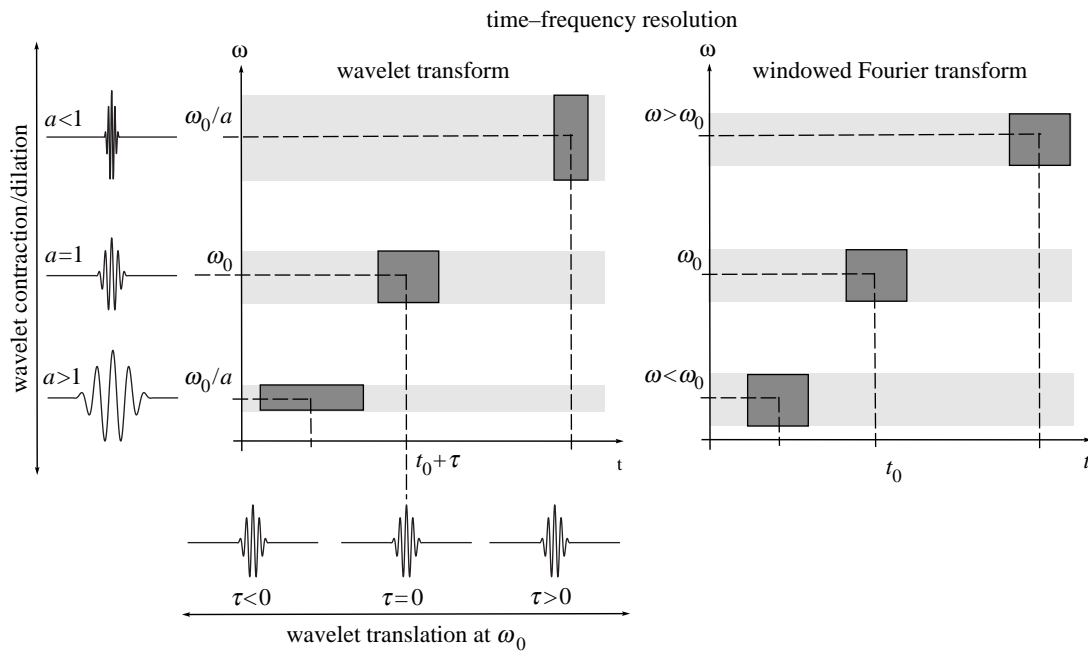 time–frequency resolution
wavelet transform
windowed Fourier transform
wavelet contraction/dilation
a<1
a=1
a>1
ω
ω₀/a
ω₀
ω₀/a
t₀+τ
t
ω
ω>ω₀
ω₀
ω<ω₀
t₀
t
τ<0
τ=0
τ>0
wavelet translation at ω₀